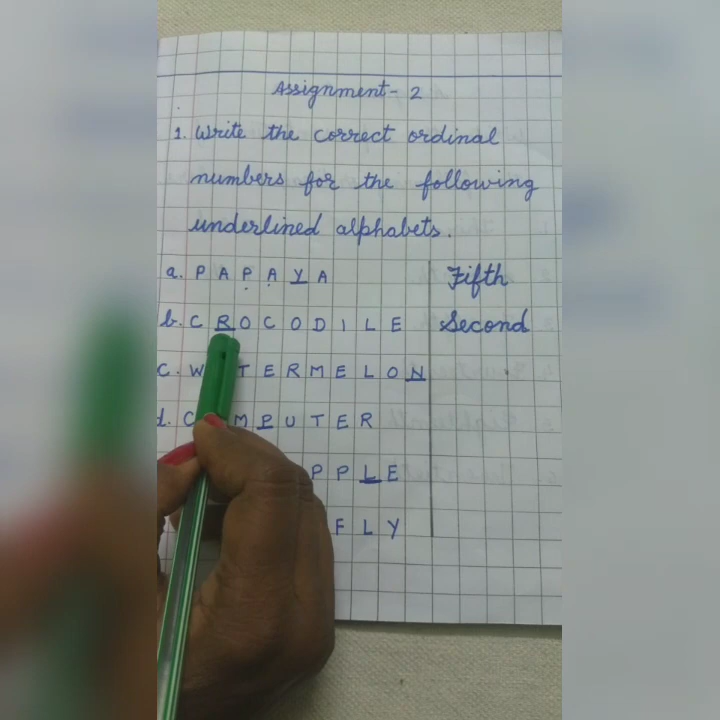 Assignment - 2
1. Write the correct ordinal
numbers for the following
underlined alphabets.
a. P A P A Y A Fifth
b. C R O C O D I L E Second
C. W T E R M E L O N
d. C M P U T E R
P P L E
F L Y